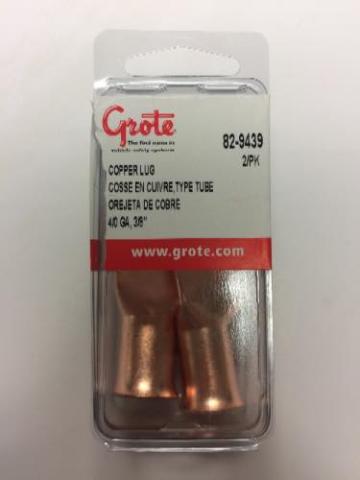 Grote
The first name in
vehicle safety systems
82-9439
2/PK
COPPER LUG
COSSE EN CUIVRE, TYPE TUBE
OREJETA DE COBRE
4/0 GA, 3/8"
www.grote.com